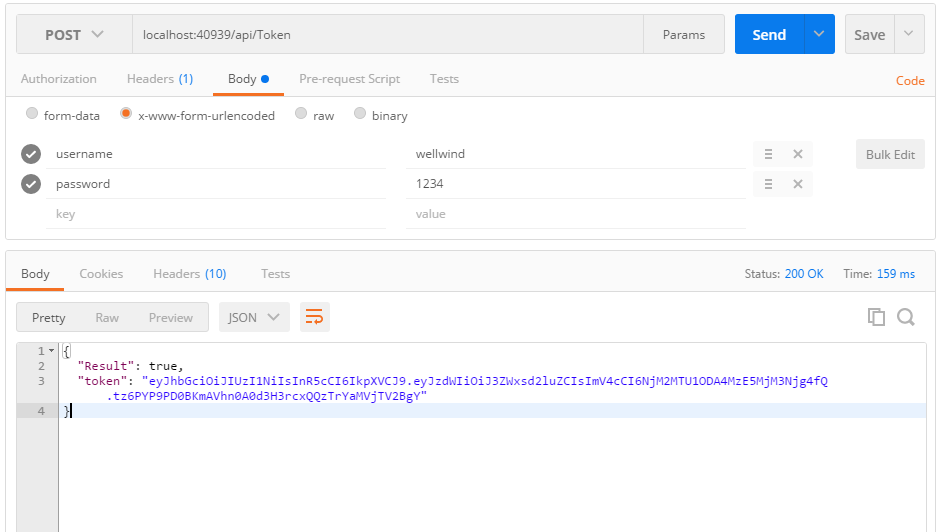 POST localhost:40939/api/Token Params Send Save
Authorization Headers (1) Body Pre-request Script Tests Code
form-data x-www-form-urlencoded raw binary
username wellwind Bulk Edit
password 1234
key value
Body Cookies Headers (10) Tests Status: 200 OK Time: 159 ms
Pretty Raw Preview JSON
1 {
2 "Result": true,
3 "token": "eyJhbGciOiJIUzI1NiIsInR5cCI6IkpXVCJ9.eyJzdWIiOiJ3ZWxsd2luZCIsImV4cCI6NjM2MTU1ODA4MzE5MjM3Njg4fQ
.tz6PYP9PD0BKmAVhn0A0d3H3rcxQQzTrYaMVjTV2BgY"
4 }